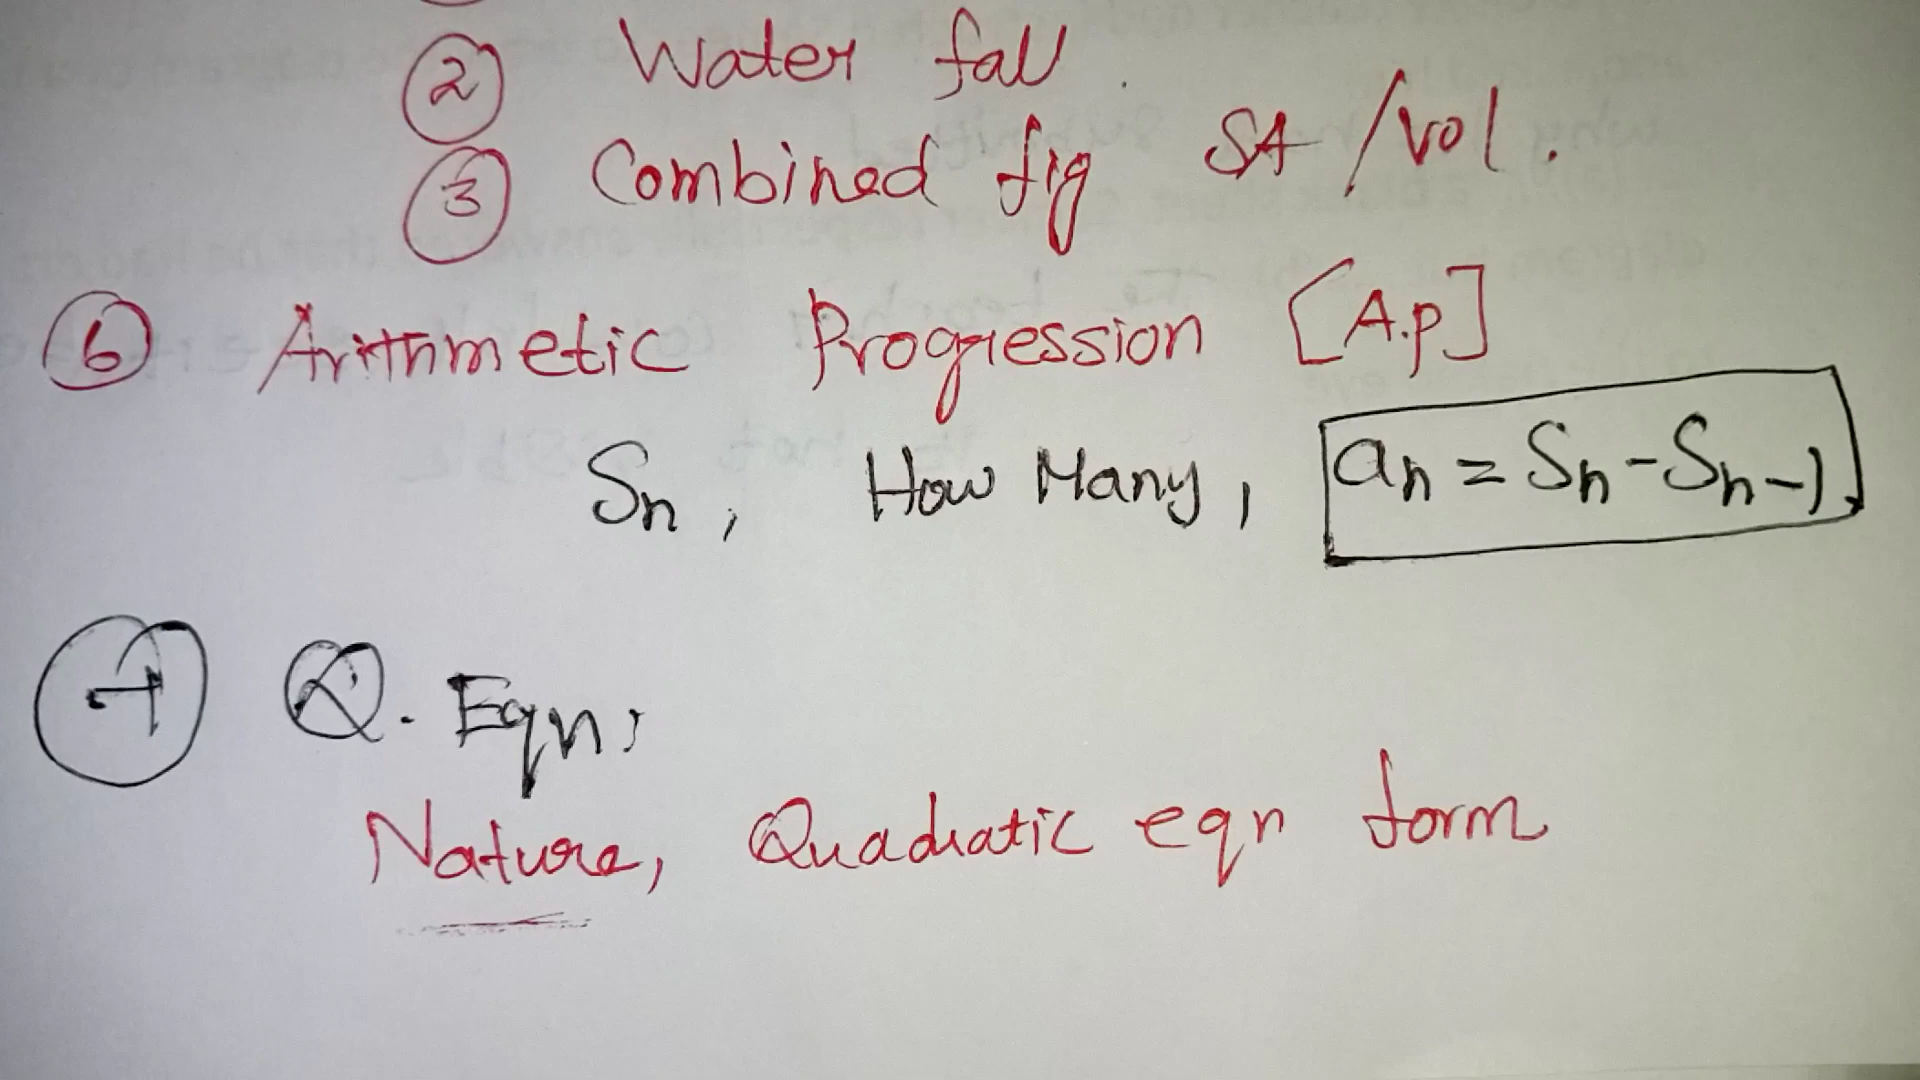 2 Water fall.
3 Combined fig SA/Vol.
6 Arithmetic Progression [A.P]
Sn, How Many, an = Sn - Sn-1.
7 Q. Eqn:
Nature, Quadratic eqn form